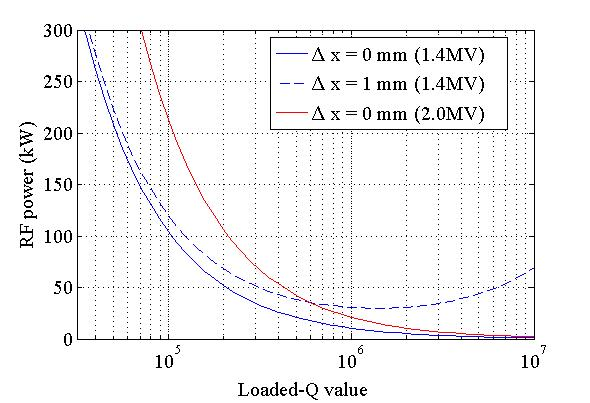 300
250
200
150
100
50
0
RF power (kW)
Δ x = 0 mm (1.4MV)
Δ x = 1 mm (1.4MV)
Δ x = 0 mm (2.0MV)
10^5
10^6
10^7
Loaded-Q value